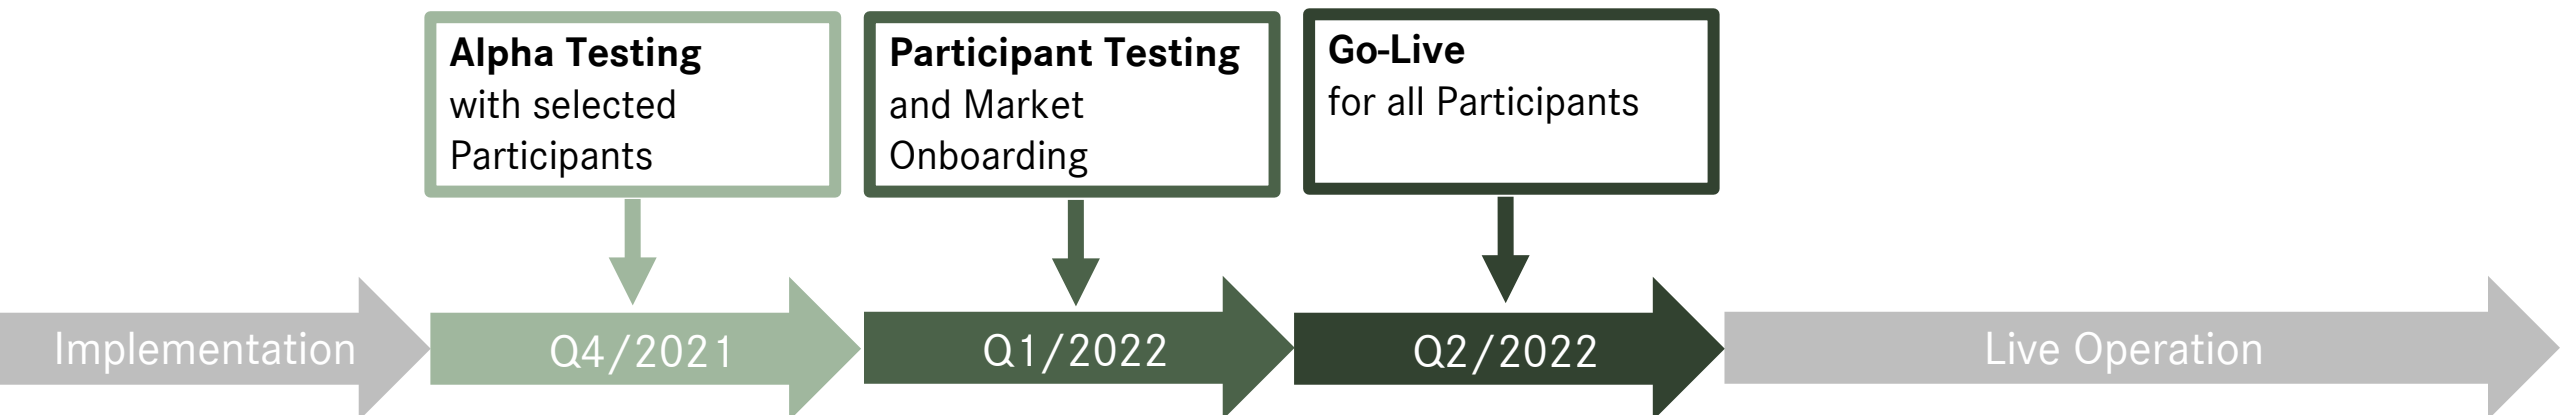 Alpha Testing
with selected
Participants
Participant Testing
and Market
Onboarding
Go-Live
for all Participants
Implementation
Q4/2021
Q1/2022
Q2/2022
Live Operation